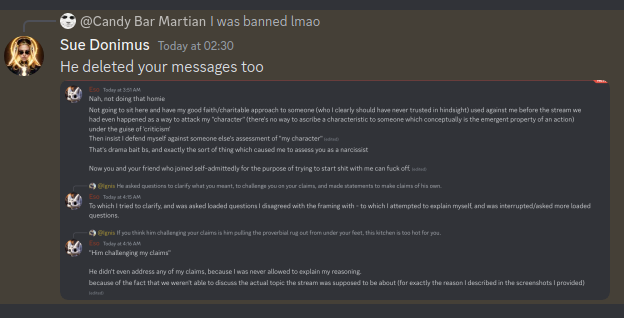 @Candy Bar Martian I was banned lmao
Sue Donimus Today at 02:30
He deleted your messages too
Today at 3:51 AM
Nah, not doing that homie
Not going to sit here and have my good faith/charitable approach to someone (who I clearly should have never trusted in hindsight) used against me before the stream we
had even happened as a way to attack my "character" (there's no way to ascribe a characteristic to someone which conceptually is the emergent property of an action)
under the guise of 'criticism'
Then insist I defend myself against someone else's assessment of "my character" (edited)
That's drama bait bs, and exactly the sort of thing which caused me to assess you as a narcissist
Now you and your friend who joined self-admittedly for the purpose of trying to start shit with me can fuck off. (edited)
@Ignis He asked questions to clarify what you meant, to challenge you on your claims, and made statements to make claims of his own.
Today at 4:15 AM
To which I tried to clarify, and was asked loaded questions I disagreed with the framing with - to which I attempted to explain myself, and was interrupted/asked more loaded
questions.
@Ignis If you think him challenging your claims is him pulling the proverbial rug out from under your feet, this kitchen is too hot for you.
Today at 4:16 AM
"Him challenging my claims"
He didn't even address any of my claims, because I was never allowed to explain my reasoning.
because of the fact that we weren't able to discuss the actual topic the stream was supposed to be about (for exactly the reason I described in the screenshots I provided)
(edited)